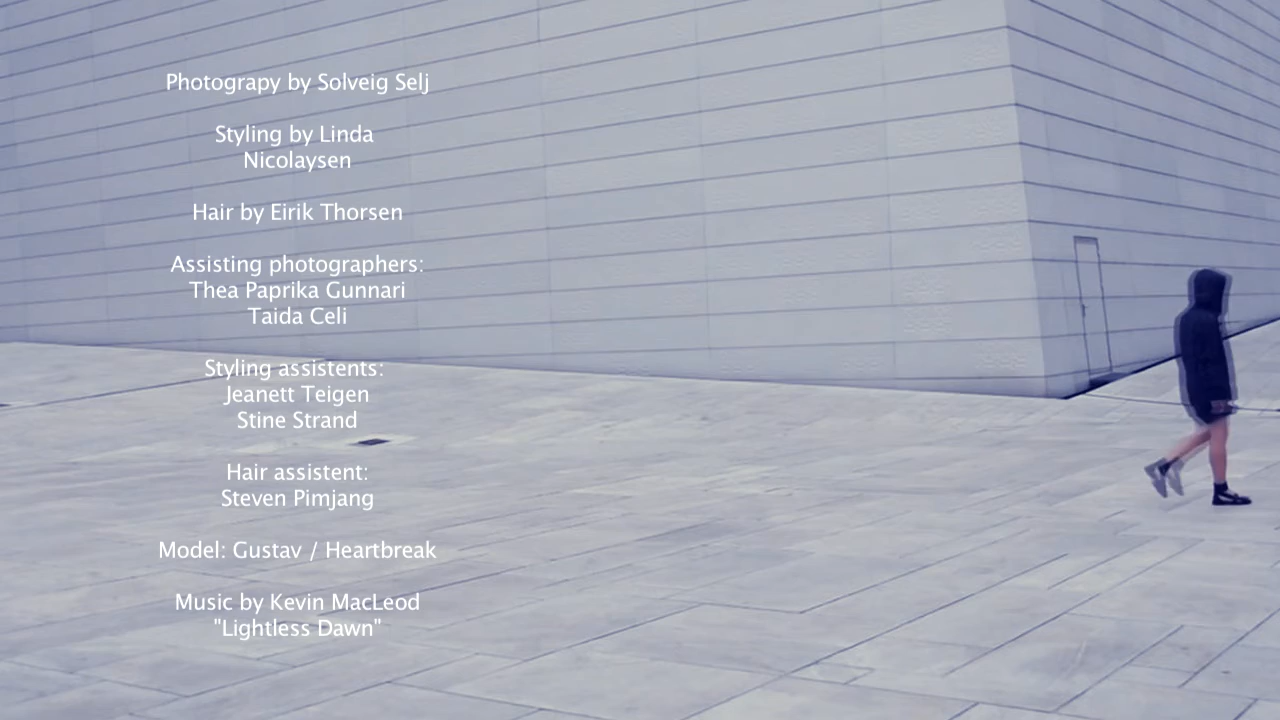 Photograpy by Solveig Selj
Styling by Linda
Nicolaysen
Hair by Eirik Thorsen
Assisting photographers:
Thea Paprika Gunnari
Taida Celi
Styling assistents:
Jeanett Teigen
Stine Strand
Hair assistent:
Steven Pimjang
Model: Gustav / Heartbreak
Music by Kevin MacLeod
"Lightless Dawn"